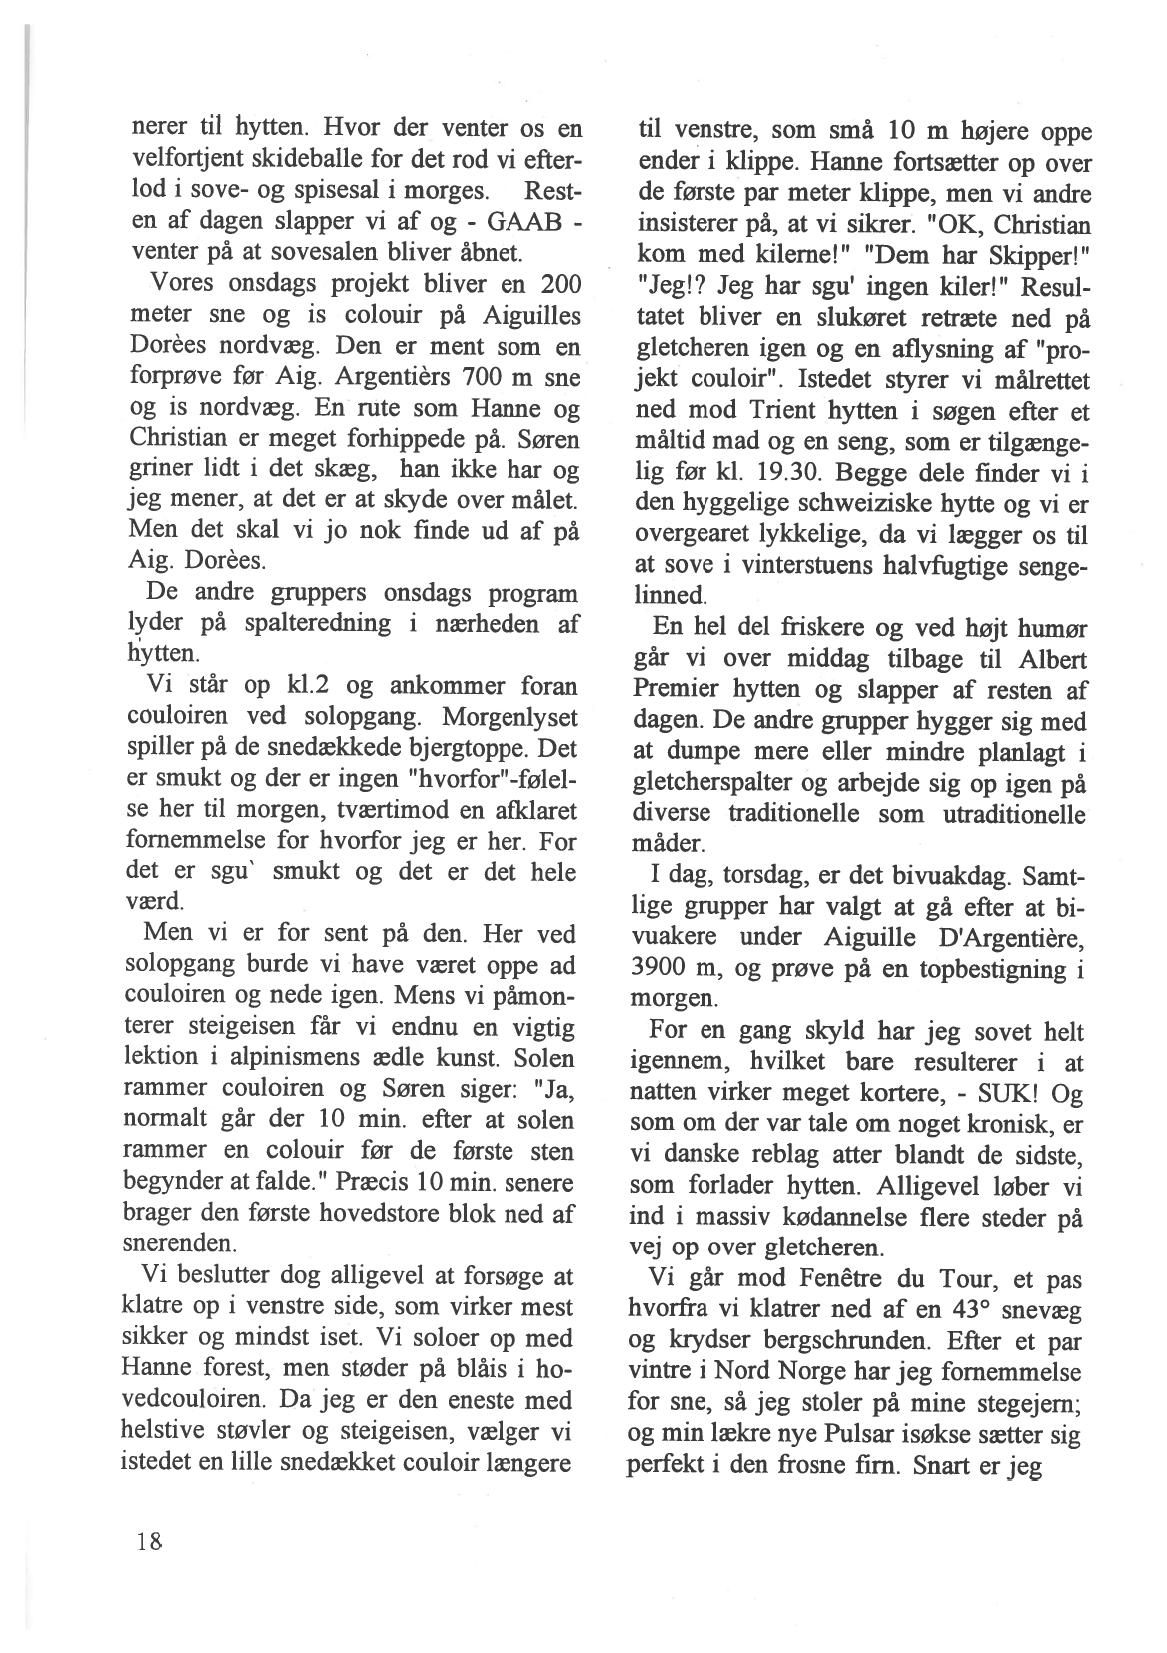 nerer til hytten. Hvor der venter os en
velfortjent skideballe for det rod vi efter-
lod i sove- og spisesal i morges. Rest-
en af dagen slapper vi af og - GAAB -
venter på at sovesalen bliver åbnet.
Vores onsdags projekt bliver en 200
meter sne og is colouir på Aiguilles
Dorèes nordvæg. Den er ment som en
forprøve før Aig. Argentièrs 700 m sne
og is nordvæg. En rute som Hanne og
Christian er meget forhippede på. Søren
griner lidt i det skæg, han ikke har og
jeg mener, at det er at skyde over målet.
Men det skal vi jo nok finde ud af på
Aig. Dorèes.
De andre gruppers onsdags program
lyder på spalteredning i nærheden af
hytten.
Vi står op kl.2 og ankommer foran
couloiren ved solopgang. Morgenlyset
spiller på de snedækkede bjergtoppe. Det
er smukt og der er ingen "hvorfor"-følel-
se her til morgen, tværtimod en afklaret
fornemmelse for hvorfor jeg er her. For
det er sgu` smukt og det er det hele
værd.
Men vi er for sent på den. Her ved
solopgang burde vi have været oppe ad
couloiren og nede igen. Mens vi påmon-
terer steigeisen får vi endnu en vigtig
lektion i alpinismens ædle kunst. Solen
rammer couloiren og Søren siger: "Ja,
normalt går der 10 min. efter at solen
rammer en colouir før de første sten
begynder at falde." Præcis 10 min. senere
brager den første hovedstore blok ned af
snerenden.
Vi beslutter dog alligevel at forsøge at
klatre op i venstre side, som virker mest
sikker og mindst iset. Vi soloer op med
Hanne forest, men støder på blåis i ho-
vedcouloiren. Da jeg er den eneste med
helstive støvler og steigeisen, vælger vi
istedet en lille snedækket couloir længere
til venstre, som små 10 m højere oppe
ender i klippe. Hanne fortsætter op over
de første par meter klippe, men vi andre
insisterer på, at vi sikrer. "OK, Christian
kom med kilerne!" "Dem har Skipper!"
"Jeg!? Jeg har sgu' ingen kiler!" Resul-
tatet bliver en slukøret retræte ned på
gletcheren igen og en aflysning af "pro-
jekt couloir". Istedet styrer vi målrettet
ned mod Trient hytten i søgen efter et
måltid mad og en seng, som er tilgænge-
lig før kl. 19.30. Begge dele finder vi i
den hyggelige schweiziske hytte og vi er
overgearet lykkelige, da vi lægger os til
at sove i vinterstuens halvfugtige senge-
linned.
En hel del friskere og ved højt humør
går vi over middag tilbage til Albert
Premier hytten og slapper af resten af
dagen. De andre grupper hygger sig med
at dumpe mere eller mindre planlagt i
gletcherspalter og arbejde sig op igen på
diverse traditionelle som utraditionelle
måder.
I dag, torsdag, er det bivuakdag. Samt-
lige grupper har valgt at gå efter at bi-
vuakere under Aiguille D'Argentière,
3900 m, og prøve på en topbestigning i
morgen.
For en gang skyld har jeg sovet helt
igennem, hvilket bare resulterer i at
natten virker meget kortere, - SUK! Og
som om der var tale om noget kronisk, er
vi danske reblag atter blandt de sidste,
som forlader hytten. Alligevel løber vi
ind i massiv kødannelse flere steder på
vej op over gletcheren.
Vi går mod Fenêtre du Tour, et pas
hvorfra vi klatrer ned af en 43° snevæg
og krydser bergschrunden. Efter et par
vintre i Nord Norge har jeg fornemmelse
for sne, så jeg stoler på mine stegejern;
og min lækre nye Pulsar isøkse sætter sig
perfekt i den frosne firn. Snart er jeg
18